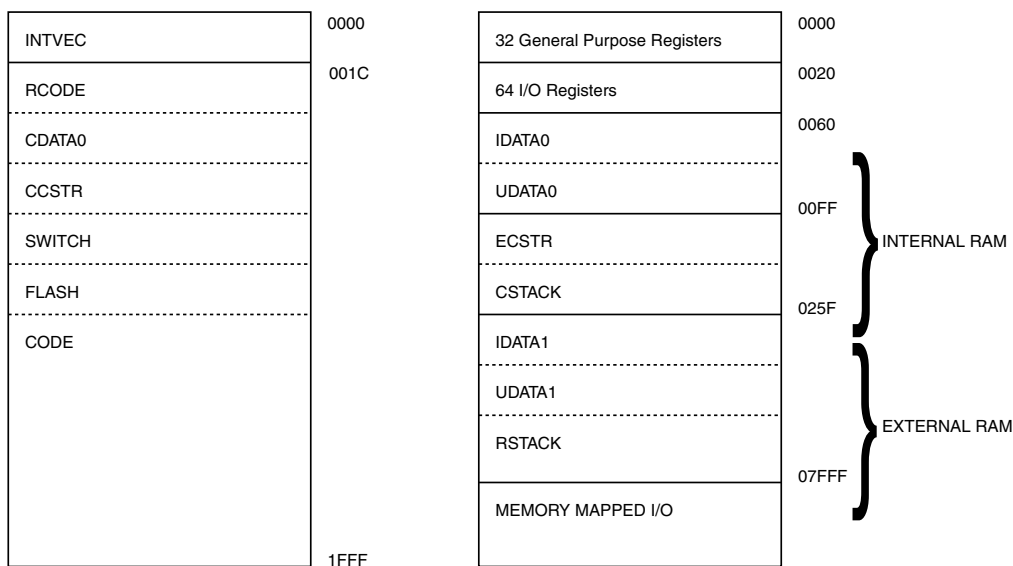 INTVEC
0000
RCODE
001C
CDATA0
CCSTR
SWITCH
FLASH
CODE
1FFF
32 General Purpose Registers
0000
64 I/O Registers
0020
IDATA0
0060
UDATA0
00FF
ECSTR
CSTACK
025F
INTERNAL RAM
IDATA1
UDATA1
RSTACK
07FFF
EXTERNAL RAM
MEMORY MAPPED I/O